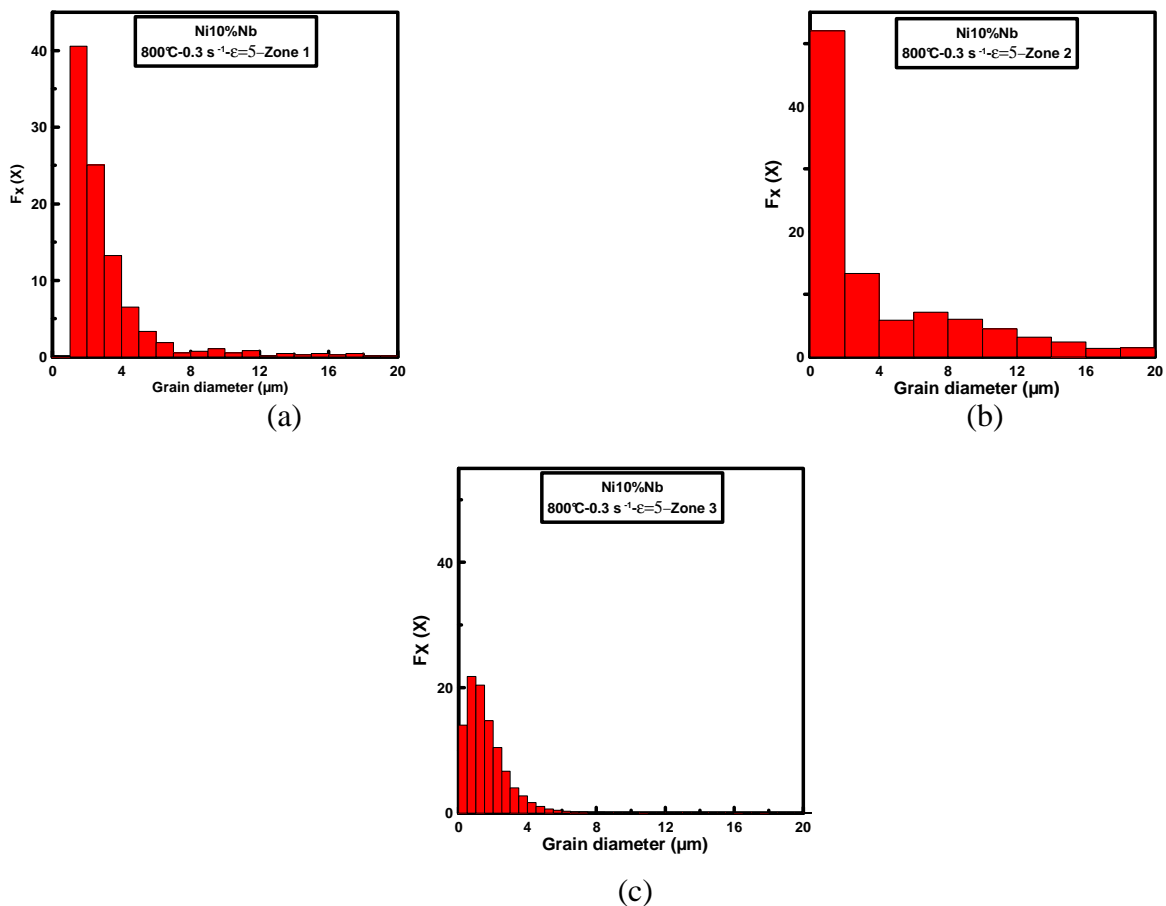 Ni10%Nb
800°C-0.3 s -1-ε=5–Zone 1
40
30
20
10
0
Fx (X)
0 4 8 12 16 20
Grain diameter (µm)
(a)
Ni10%Nb
800°C-0.3 s -1-ε=5–Zone 2
40
20
0
Fx (X)
0 4 8 12 16 20
Grain diameter (µm)
(b)
Ni10%Nb
800°C-0.3 s -1-ε=5–Zone 3
40
20
0
Fx (X)
0 4 8 12 16 20
Grain diameter (µm)
(c)